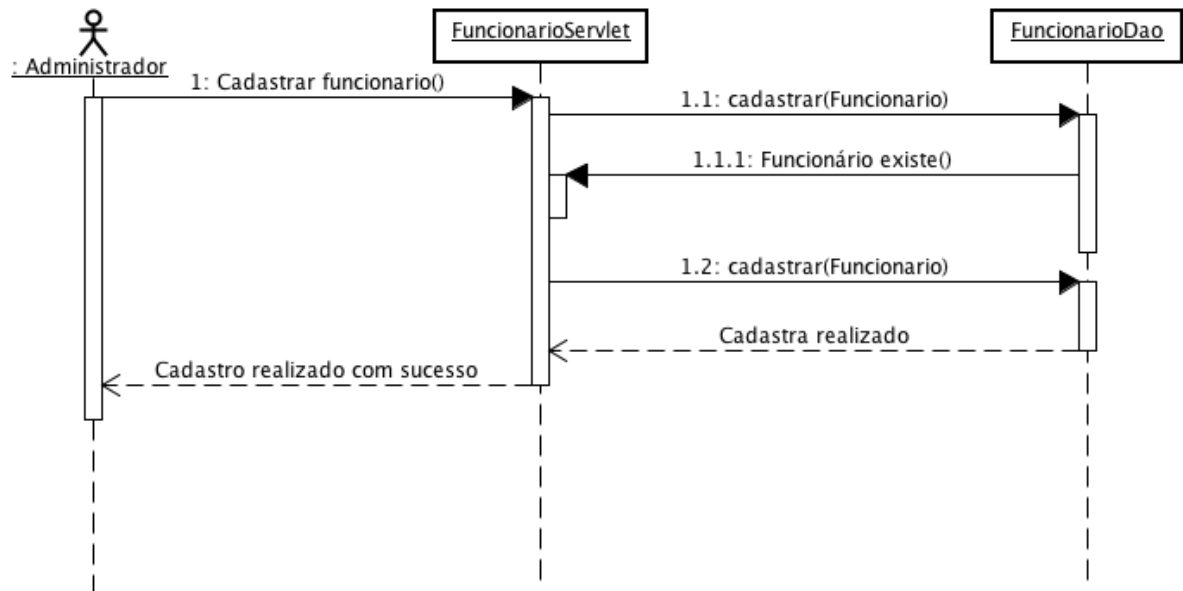 FuncionarioServlet
FuncionarioDao
: Administrador
1: Cadastrar funcionario()
1.1: cadastrar(Funcionario)
1.1.1: Funcionário existe()
1.2: cadastrar(Funcionario)
Cadastra realizado
Cadastro realizado com sucesso